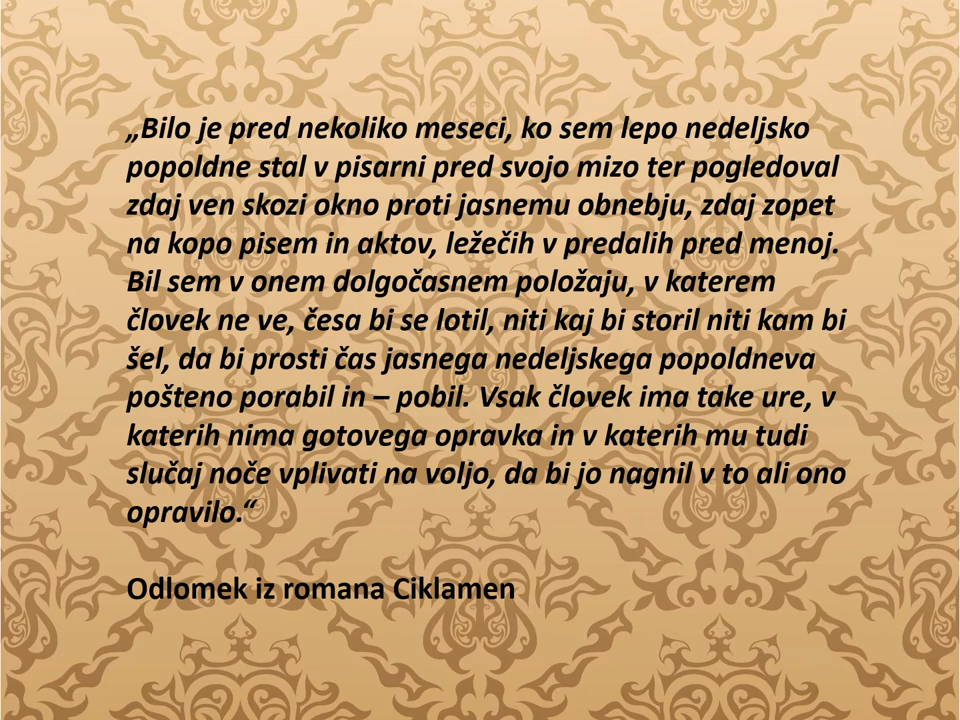 „Bilo je pred nekoliko meseci, ko sem lepo nedeljsko
popoldne stal v pisarni pred svojo mizo ter pogledoval
zdaj ven skozi okno proti jasnemu obnebju, zdaj zopet
na kopo pisem in aktov, ležečih v predalih pred menoj.
Bil sem v onem dolgočasnem položaju, v katerem
človek ne ve, česa bi se lotil, niti kaj bi storil niti kam bi
šel, da bi prosti čas jasnega nedeljskega popoldneva
pošteno porabil in – pobil. Vsak človek ima take ure, v
katerih nima gotovega opravka in v katerih mu tudi
slučaj noče vplivati na voljo, da bi jo nagnil v to ali ono
opravilo.“
Odlomek iz romana Ciklamen